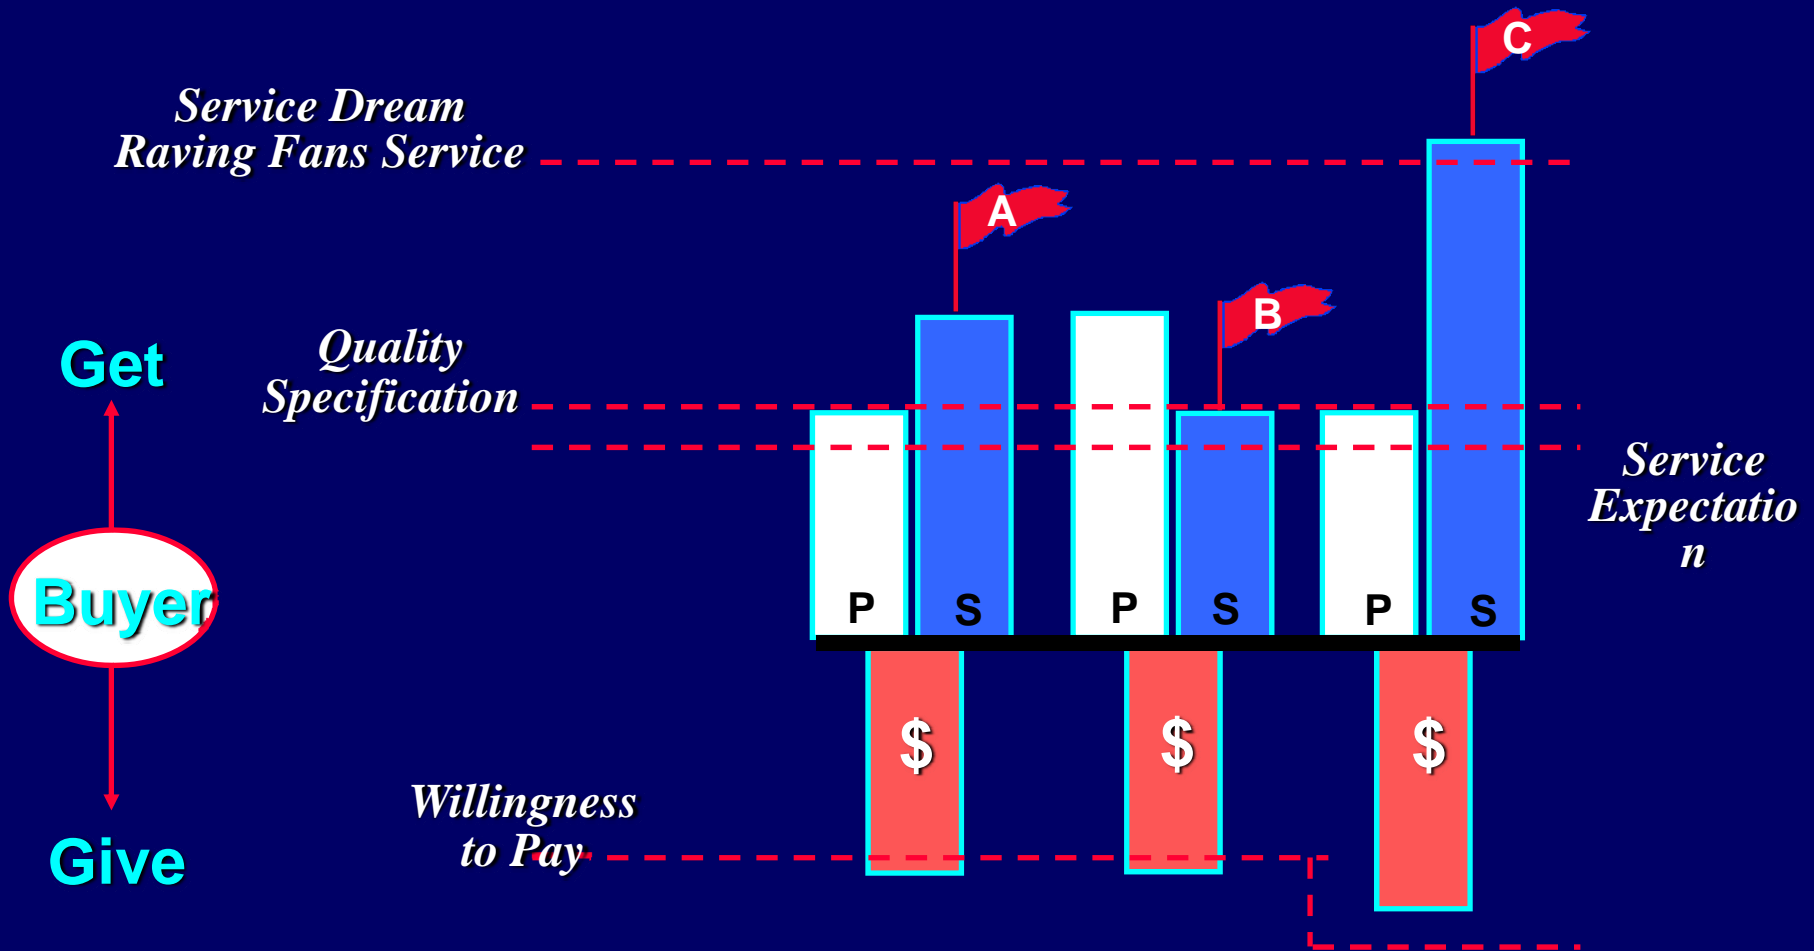 C
Service Dream
Raving Fans Service
A
B
Quality
Specification
Get
Service
Expectatio
n
Buyer
P S P S P S
$ $ $
Willingness
to Pay
Give